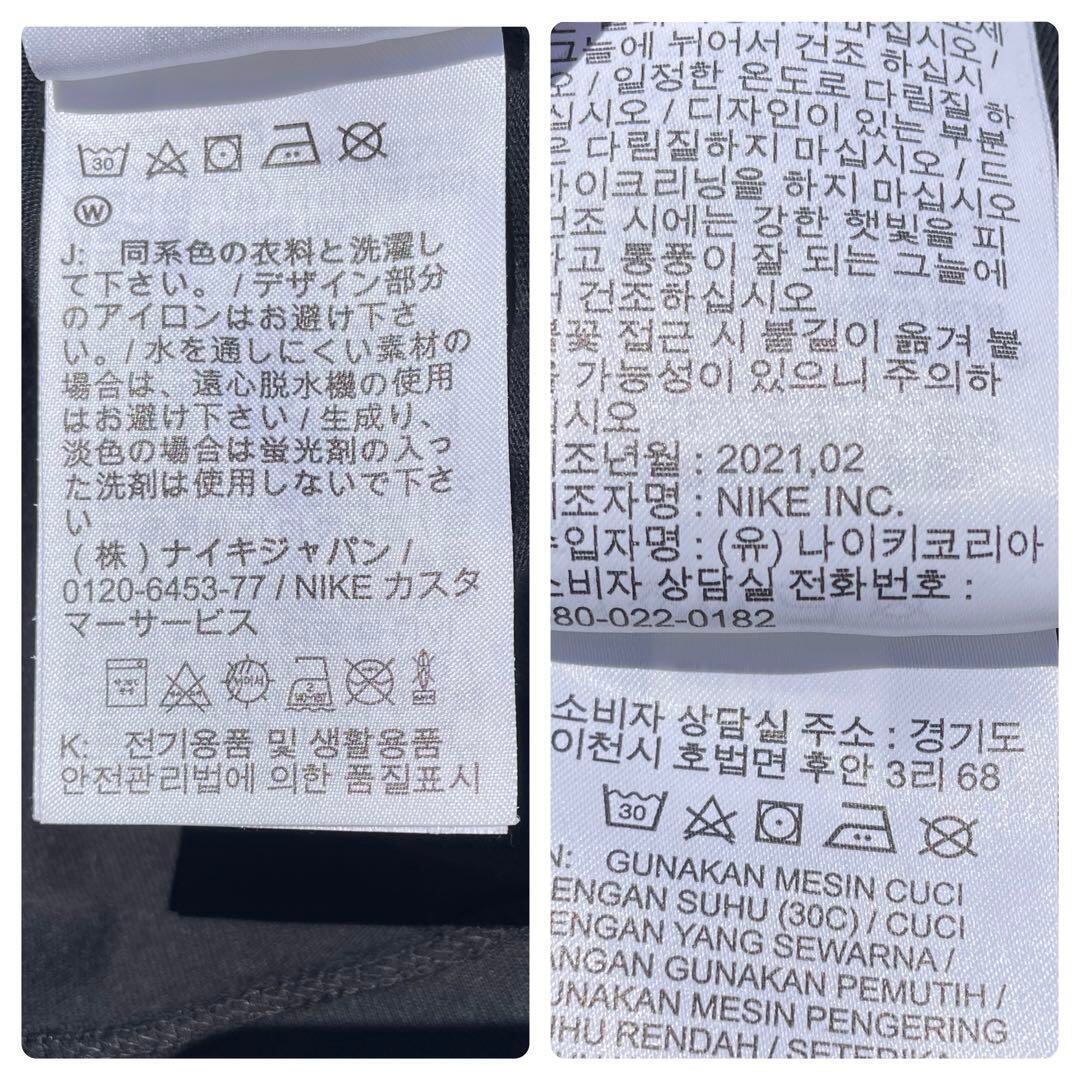 30
W
J: 同系色の衣料と洗濯し
て下さい。/デザイン部分
のアイロンはお避け下さ
い。/水を通しにくい素材の
場合は、遠心脱水機の使用
はお避け下さい/生成り、
淡色の場合は蛍光剤の入っ
た洗剤は使用しないで下さ
い
(株)ナイキジャパン/
0120-6453-77/NIKE カスタ
マーサービス
뉘어서
K: 전기용품 및 생활용품
안전관리법에 의한 품질표시
그늘에 뉘어서 건조 하십시
오/일정한 온도로 다림질 하
십시오/디자인이 있는 부분
은 다림질하지 마십시오/드
라이크리닝을 하지 마십시오
건조 시에는 강한 햇빛을 피
하고 통풍이 잘 되는 그늘에
건조하십시오
불꽃 접근 시 불길이 옮겨 붙
을 가능성이 있으니 주의하
십시오
제조년월 : 2021,02
제조자명 : NIKE INC.
수입자명 : (유) 나이키코리아
소비자 상담실 전화번호 :
80-022-0182
소비자 상담실 주소 : 경기도
이천시 호법면 후안 3리 68
30
N: GUNAKAN MESIN CUCI
ENGAN SUHU (30C) / CUCI
ENGAN YANG SEWARNA /
ANGAN GUNAKAN PEMUTIH /
UNAKAN MESIN PENGERING
UHU RENDAH / SETERIKA